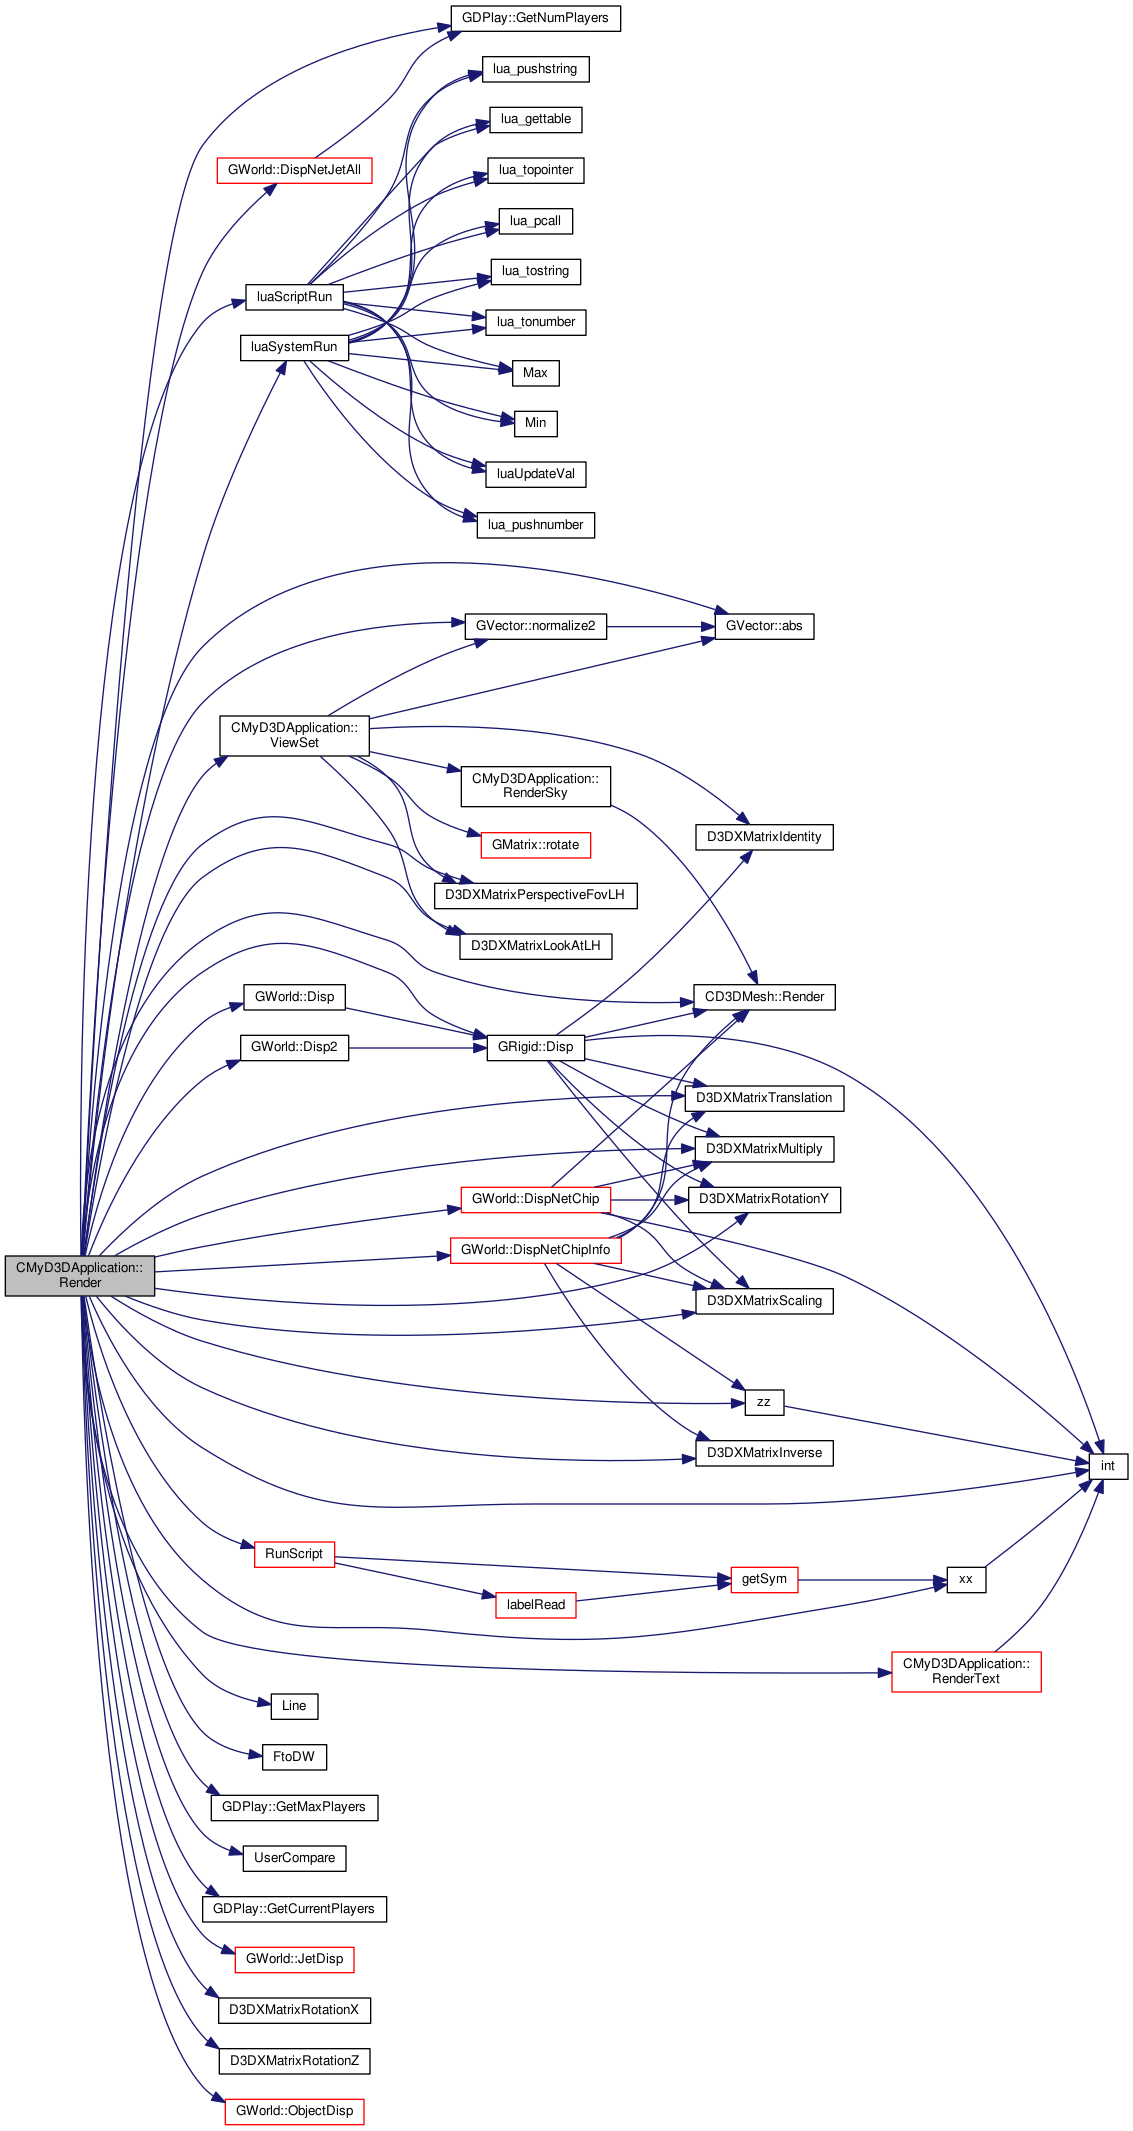 GDPlay::GetNumPlayers
lua_pushstring
lua_gettable
GWorld::DispNetJetAll
lua_topointer
lua_pcall
lua_tostring
luaScriptRun
lua_tonumber
luaSystemRun
Max
Min
luaUpdateVal
lua_pushnumber
GVector::normalize2
GVector::abs
CMyD3DApplication::
ViewSet
CMyD3DApplication::
RenderSky
D3DXMatrixIdentity
GMatrix::rotate
D3DXMatrixPerspectiveFovLH
D3DXMatrixLookAtLH
GWorld::Disp
CD3DMesh::Render
GWorld::Disp2
GRigid::Disp
D3DXMatrixTranslation
D3DXMatrixMultiply
GWorld::DispNetChip
D3DXMatrixRotationY
GWorld::DispNetChipInfo
CMyD3DApplication::
Render
D3DXMatrixScaling
zz
D3DXMatrixInverse
int
RunScript
getSym
xx
labelRead
CMyD3DApplication::
RenderText
Line
FtoDW
GDPlay::GetMaxPlayers
UserCompare
GDPlay::GetCurrentPlayers
GWorld::JetDisp
D3DXMatrixRotationX
D3DXMatrixRotationZ
GWorld::ObjectDisp